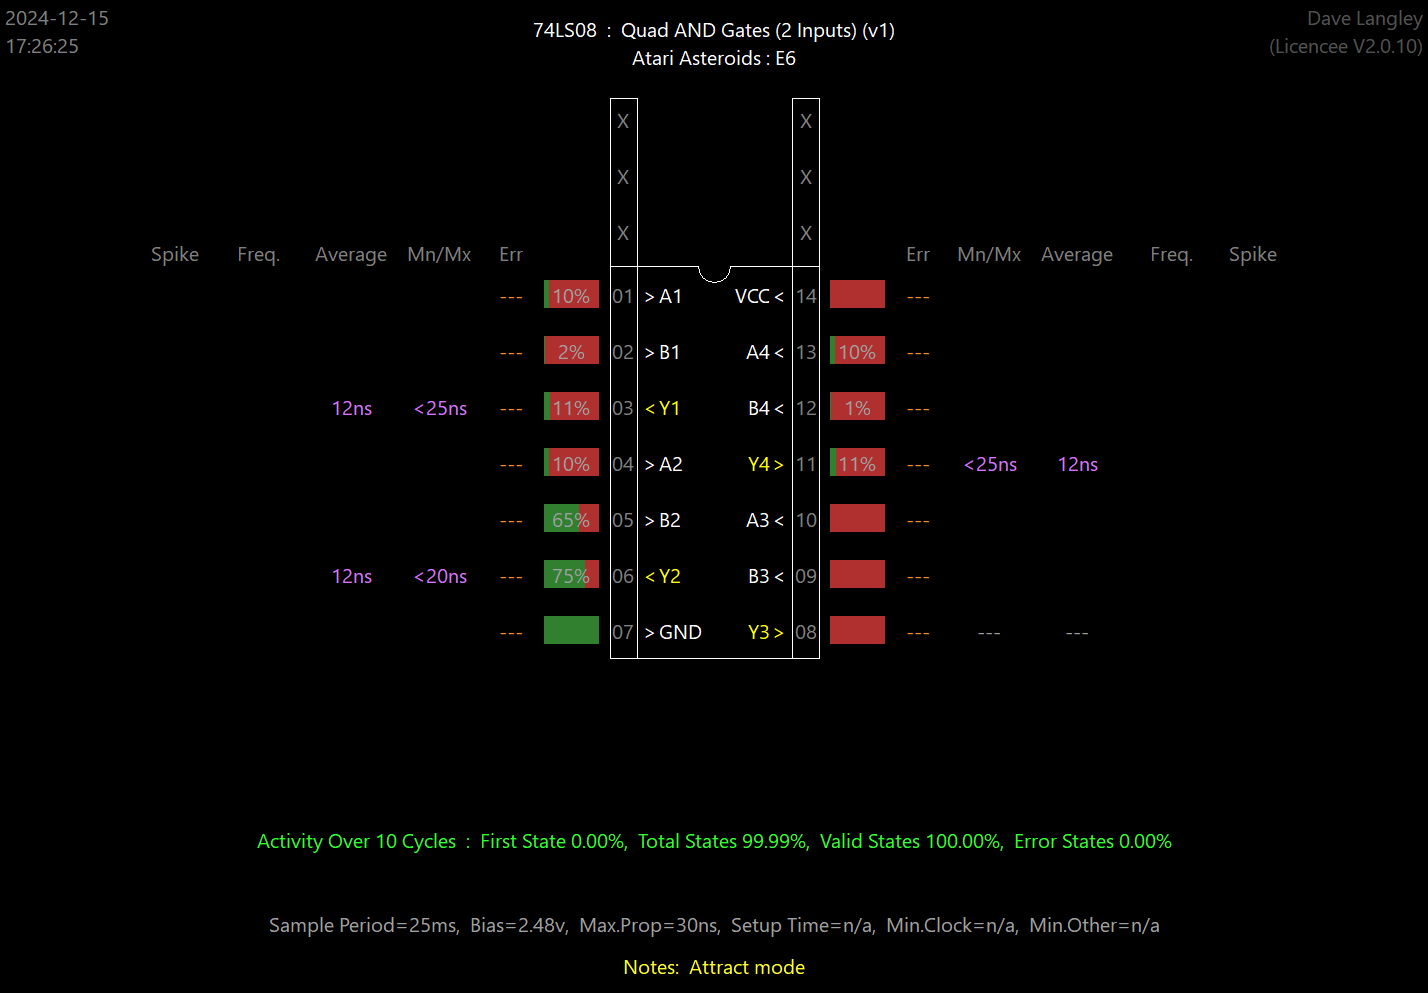 2024-12-15
17:26:25
74LS08 : Quad AND Gates (2 Inputs) (v1)
Atari Asteroids : E6
Dave Langley
(Licencee V2.0.10)
X X
X X
X X
Spike Freq. Average Mn/Mx Err Err Mn/Mx Average Freq. Spike
--- 10% 01 > A1 VCC < 14 ---
--- 2% 02 > B1 A4 < 13 10% ---
12ns <25ns --- 11% 03 < Y1 B4 < 12 1% ---
--- 10% 04 > A2 Y4 > 11 11% --- <25ns 12ns
--- 65% 05 > B2 A3 < 10 ---
12ns <20ns --- 75% 06 < Y2 B3 < 09 ---
--- 07 > GND Y3 > 08 --- --- ---
Activity Over 10 Cycles : First State 0.00%, Total States 99.99%, Valid States 100.00%, Error States 0.00%
Sample Period=25ms, Bias=2.48v, Max.Prop=30ns, Setup Time=n/a, Min.Clock=n/a, Min.Other=n/a
Notes: Attract mode